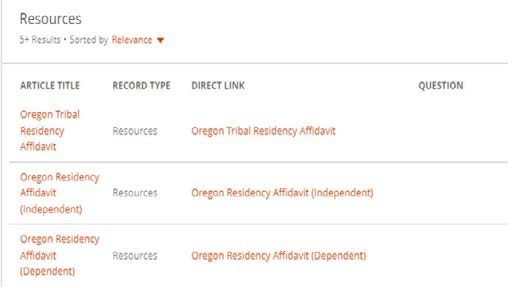 Resources
5+ Results • Sorted by Relevance
ARTICLE TITLE RECORD TYPE DIRECT LINK QUESTION
Oregon Tribal
Residency Resources Oregon Tribal Residency Affidavit
Affidavit
Oregon Residency
Affidavit Resources Oregon Residency Affidavit (Independent)
(Independent)
Oregon Residency
Affidavit Resources Oregon Residency Affidavit (Dependent)
(Dependent)